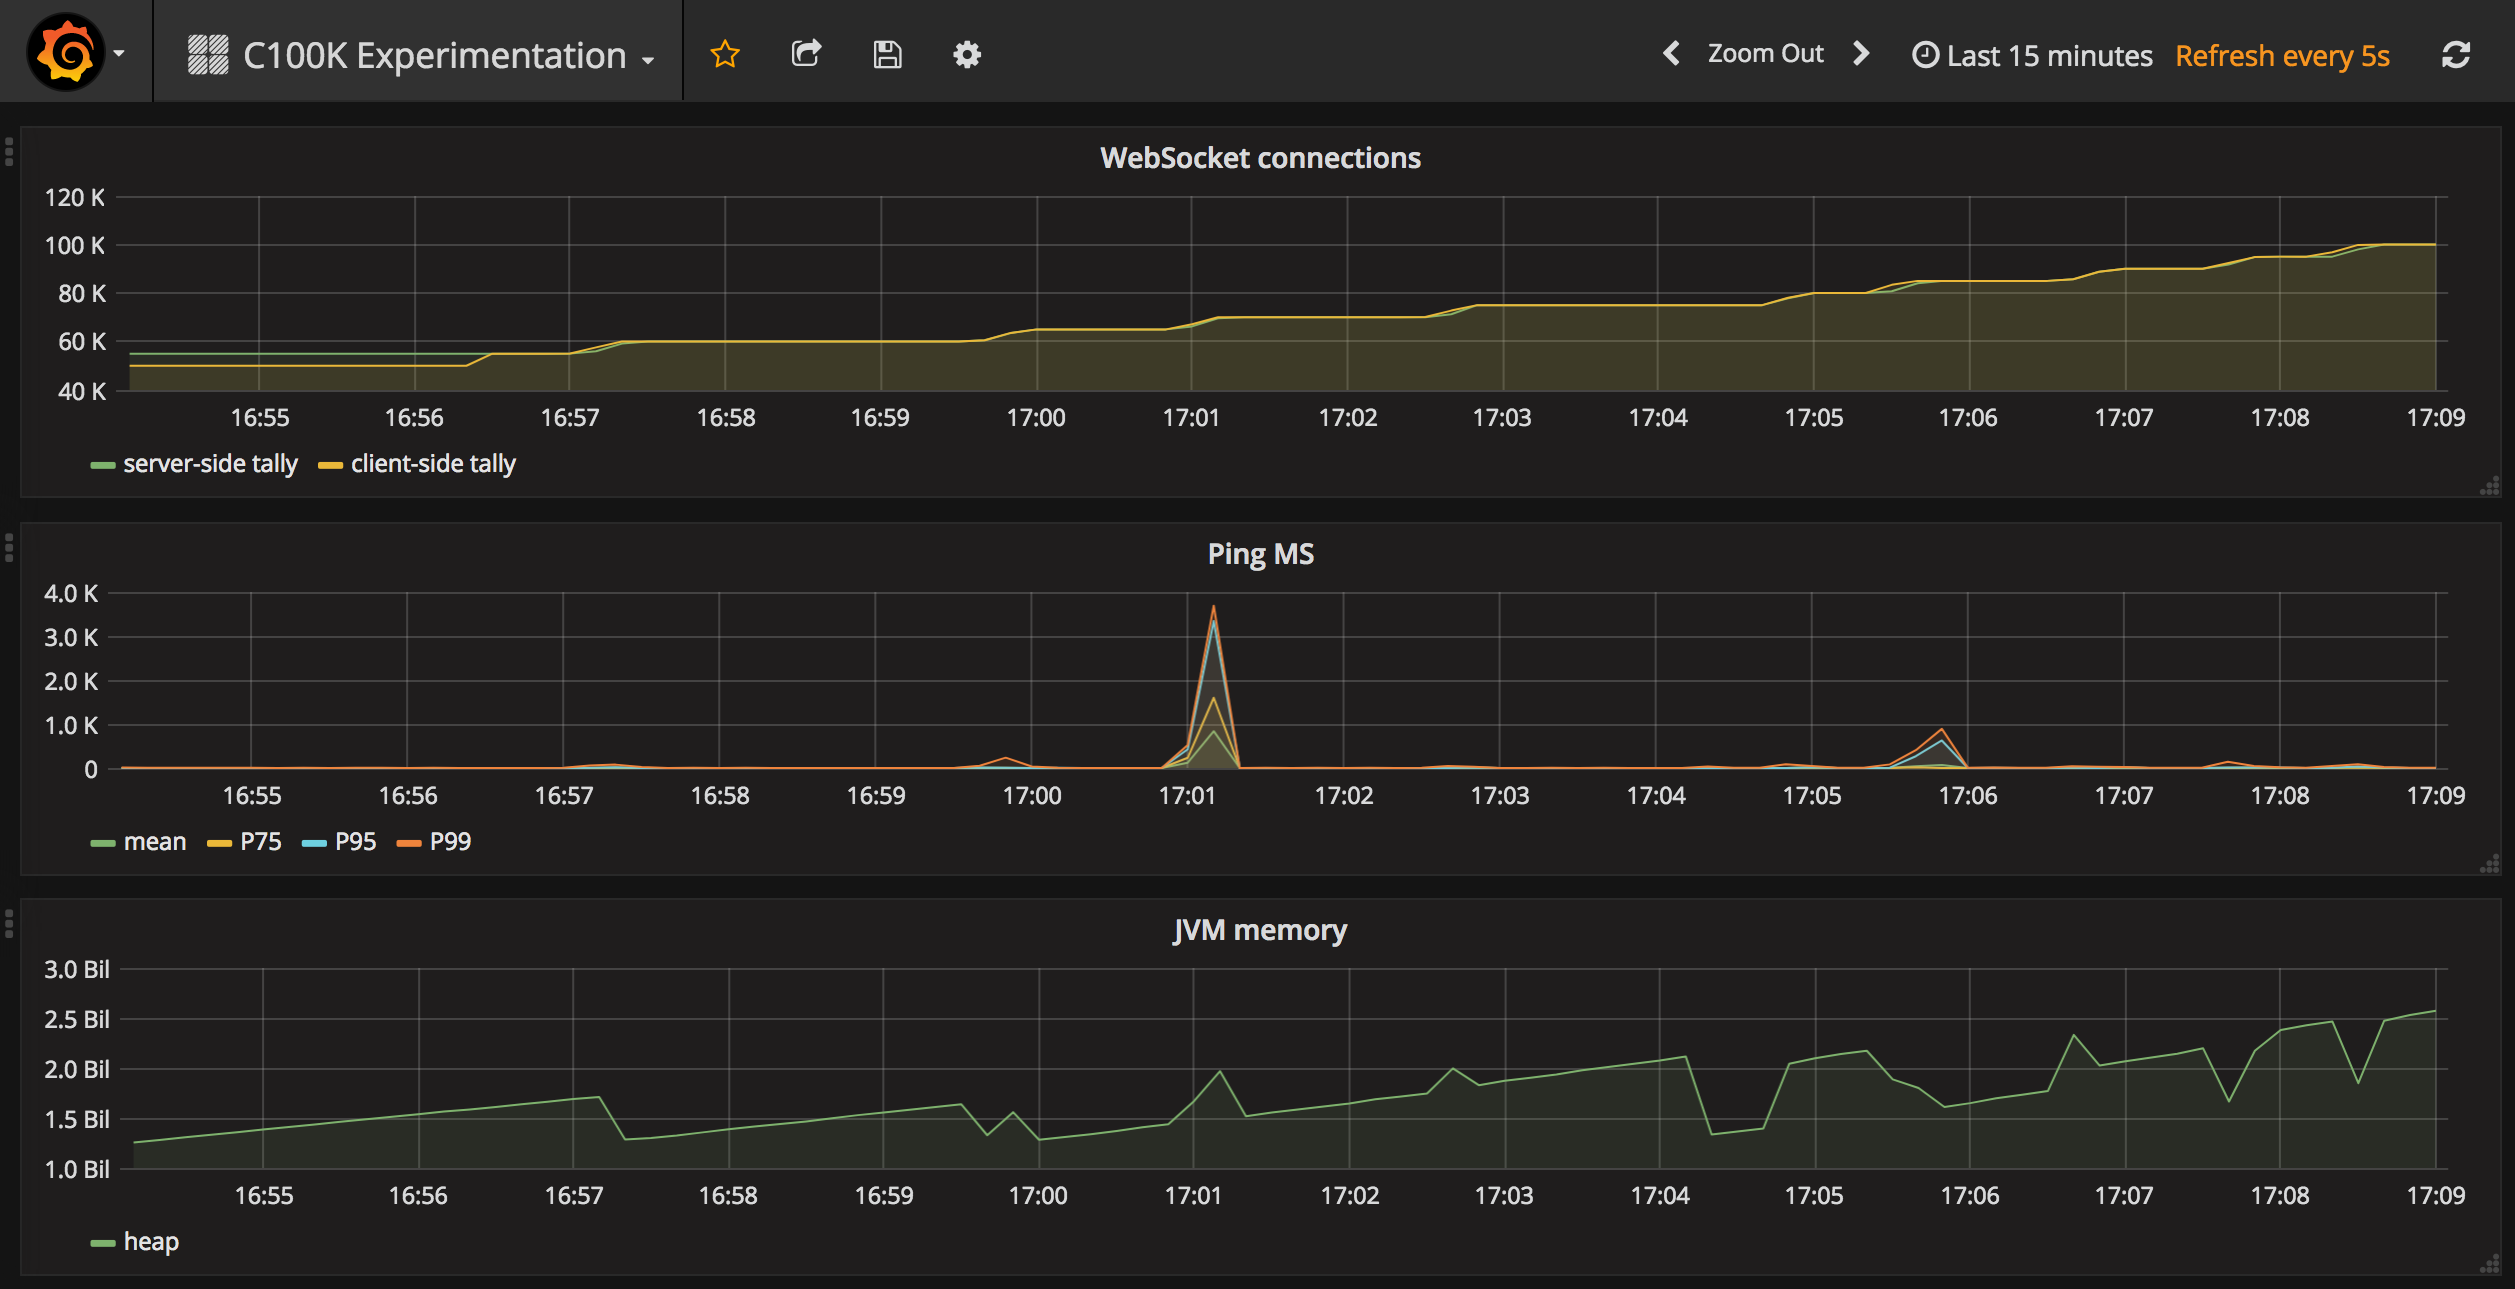 C100K Experimentation
Zoom Out Last 15 minutes Refresh every 5s
WebSocket connections
120 K
100 K
80 K
60 K
40 K
16:55 16:56 16:57 16:58 16:59 17:00 17:01 17:02 17:03 17:04 17:05 17:06 17:07 17:08 17:09
server-side tally client-side tally
Ping MS
4.0 K
3.0 K
2.0 K
1.0 K
0
16:55 16:56 16:57 16:58 16:59 17:00 17:01 17:02 17:03 17:04 17:05 17:06 17:07 17:08 17:09
mean P75 P95 P99
JVM memory
3.0 Bil
2.5 Bil
2.0 Bil
1.5 Bil
1.0 Bil
16:55 16:56 16:57 16:58 16:59 17:00 17:01 17:02 17:03 17:04 17:05 17:06 17:07 17:08 17:09
heap